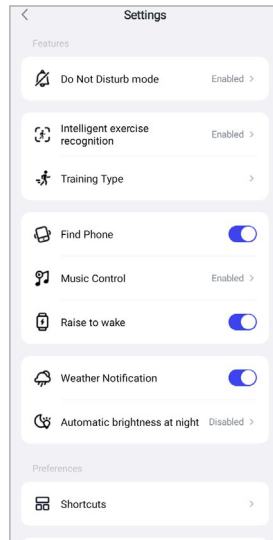 Settings
Features
Do Not Disturb mode Enabled
Intelligent exercise
recognition Enabled
Training Type
Find Phone
Music Control Enabled
Raise to wake
Weather Notification
Automatic brightness at night Disabled
Preferences
Shortcuts